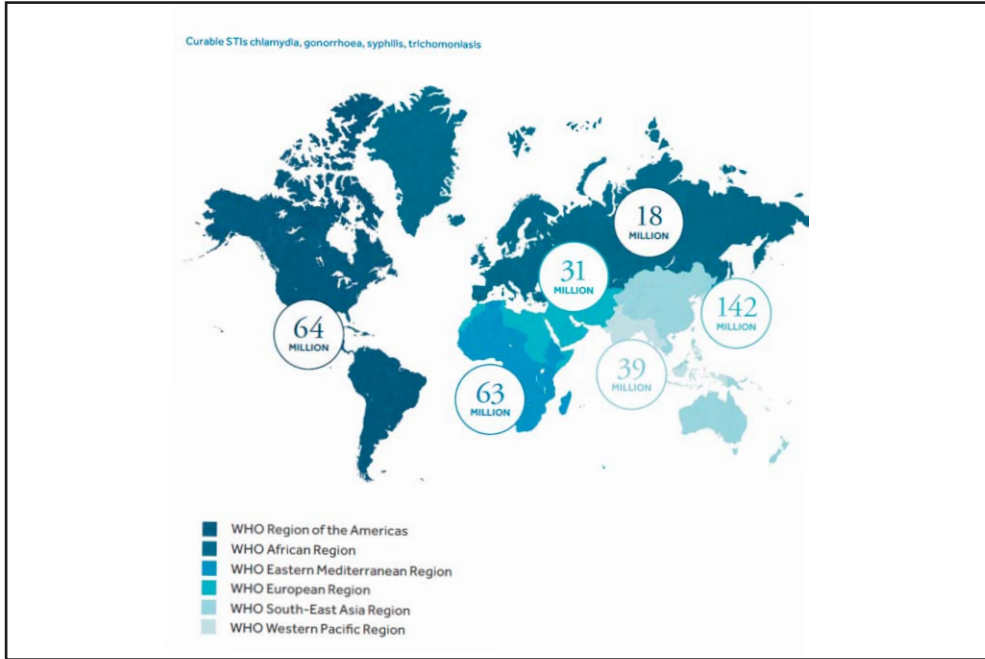 Curable STIs chlamydia, gonorrhoea, syphilis, trichomoniasis
18
MILLION
31
MILLION
142
MILLION
64
MILLION
39
MILLION
63
MILLION
WHO Region of the Americas
WHO African Region
WHO Eastern Mediterranean Region
WHO European Region
WHO South-East Asia Region
WHO Western Pacific Region